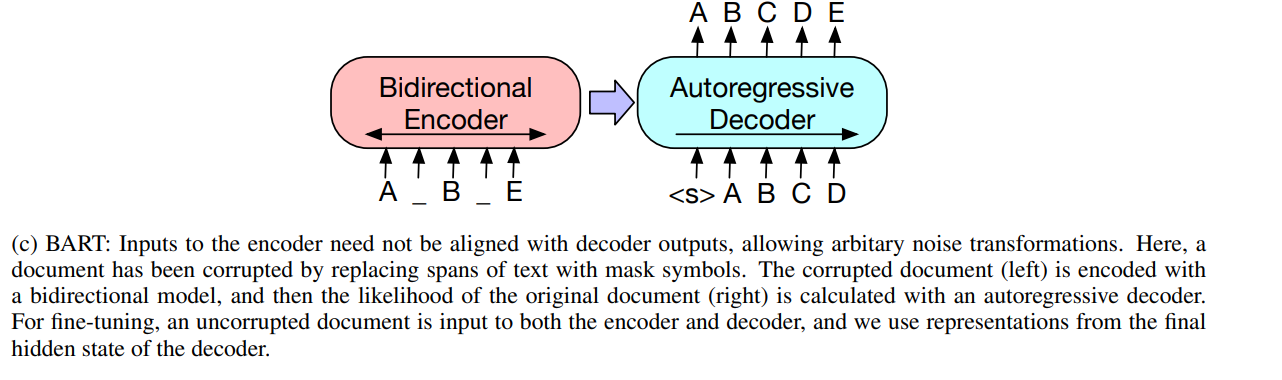 A B C D E
Bidirectional Autoregressive
Encoder Decoder
A _ B _ E <s> A B C D
(c) BART: Inputs to the encoder need not be aligned with decoder outputs, allowing arbitary noise transformations. Here, a
document has been corrupted by replacing spans of text with mask symbols. The corrupted document (left) is encoded with
a bidirectional model, and then the likelihood of the original document (right) is calculated with an autoregressive decoder.
For fine-tuning, an uncorrupted document is input to both the encoder and decoder, and we use representations from the final
hidden state of the decoder.